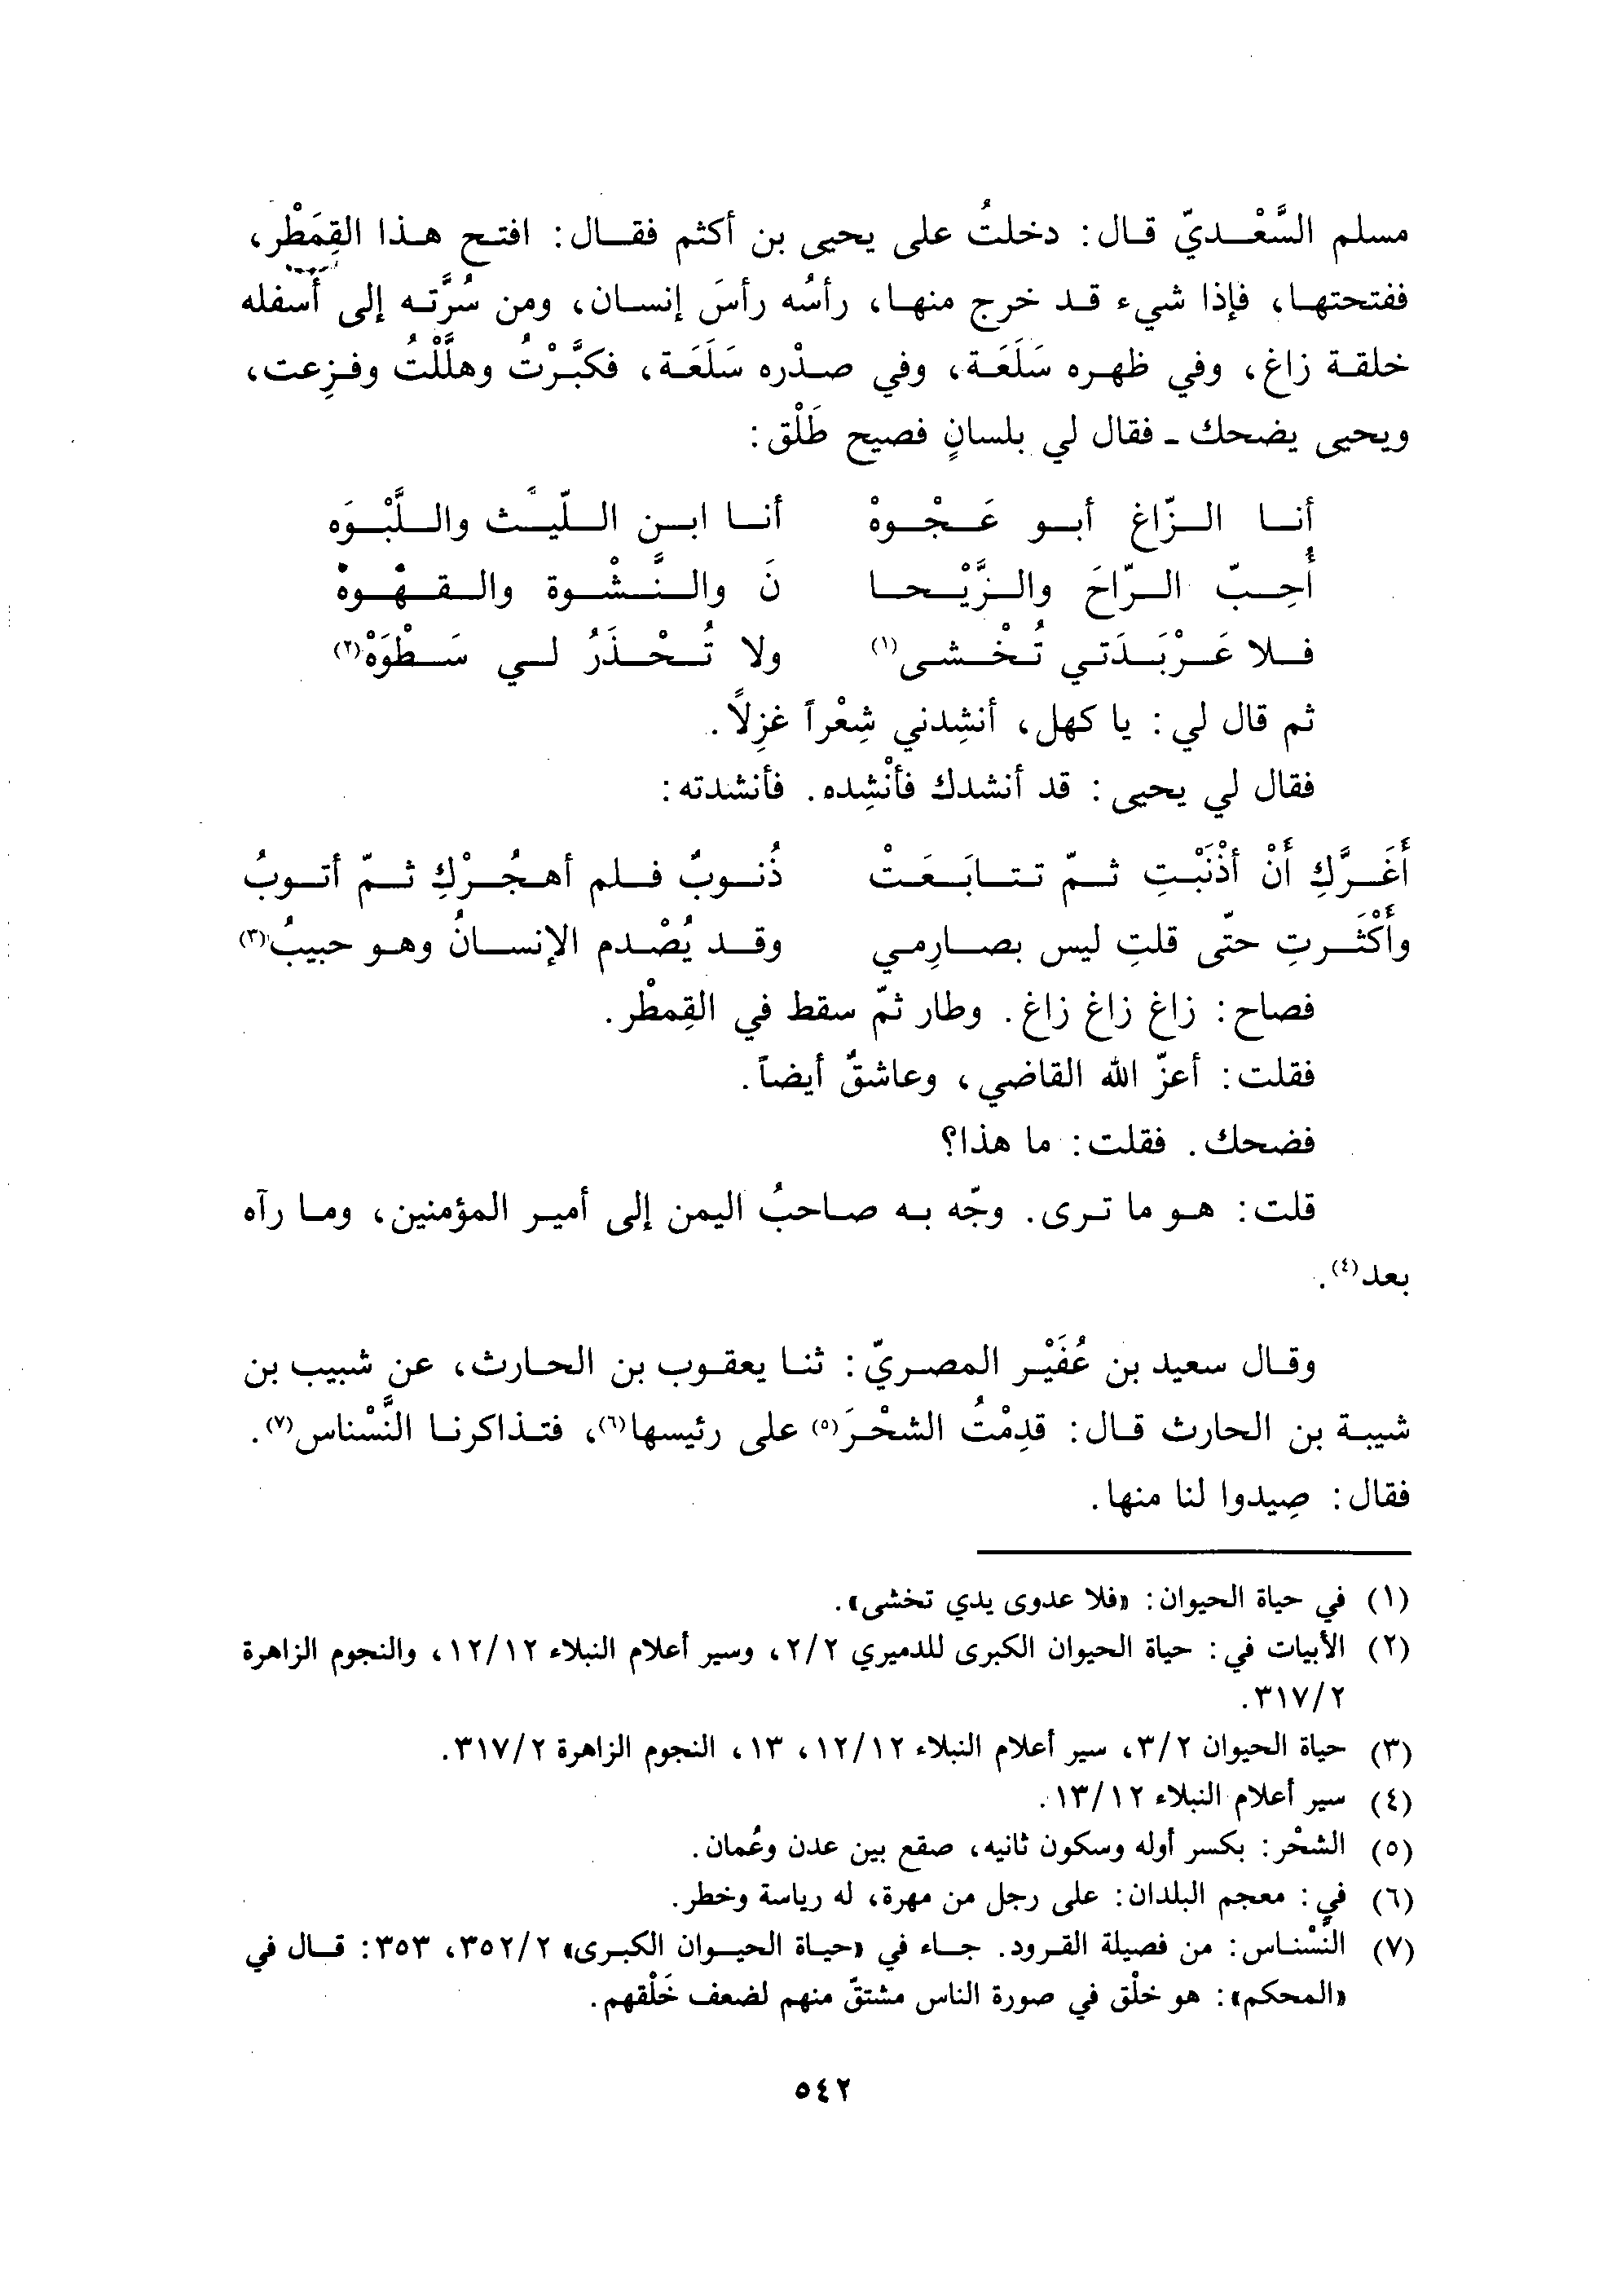 مسلم السَّعْديّ قال: دخلتُ على يحيى بن أكثم فقال: افتح هذا القِمَطْر،
ففتحتها، فإذا شيء قد خرج منها، رأسُه رأسَ إنسان، ومن سُرَّته إلى أسفله
خلقة زاغ، وفي ظهره سَلَعَة، وفي صدْره سَلَعَة، فكبَّرْتُ وهلَّلْتُ وفزِعت،
ويحيى يضحك ـ فقال لي بلسانٍ فصيح طَلْق:
أنا الزّاغ أبو عَجْوهْ أنا ابن اللّيث واللَّبْوَه
أُحِبّ الرّاحَ والرَّيْحا نَ والنَّشْوة والقهْوهْ
فلا عَرْبَدَتي تُخْشى(١) ولا تُحْذَرُ لي سَطْوَهْ(٢)
ثم قال لي: يا كهل، أنشِدني شِعْراً غزِلاً.
فقال لي يحيى: قد أنشدك فأنْشِده. فأنشدته:
أَغَرَّكِ أَنْ أذْنَبْتِ ثمّ تتابَعَتْ ذُنوبٌ فلم أهجُرْكِ ثمّ أتوبُ
وأَكْثَرتِ حتّى قلتِ ليس بصارِمي وقد يُصْدم الإنسانُ وهو حبيبُ(٣)
فصاح: زاغ زاغ زاغ. وطار ثمّ سقط في القِمطْر.
فقلت: أعزّ الله القاضي، وعاشقٌ أيضاً.
فضحك. فقلت: ما هذا؟
قلت: هو ما ترى. وجّه به صاحبُ اليمن إلى أمير المؤمنين، وما رآه
بعد(٤).
وقال سعيد بن عُفَيْر المصريّ: ثنا يعقوب بن الحارث، عن شبيب بن
شيبة بن الحارث قال: قدِمْتُ الشحْرَ(٥) على رئيسها(٦)، فتذاكرنا النَّسْناس(٧).
فقال: صِيدوا لنا منها.
(١) في حياة الحيوان: «فلا عدوى يدي تخشى».
(٢) الأبيات في: حياة الحيوان الكبرى للدميري ٢/٢، وسير أعلام النبلاء ١٢/١٢، والنجوم الزاهرة
٣١٧/٢.
(٣) حياة الحيوان ٣/٢، سير أعلام النبلاء ١٢/١٢، ١٣، النجوم الزاهرة ٣١٧/٢.
(٤) سير أعلام النبلاء ١٣/١٢.
(٥) الشحْر: بكسر أوله وسكون ثانيه، صقع بين عدن وعُمان.
(٦) في: معجم البلدان: على رجل من مهرة، له رياسة وخطر.
(٧) النَّسْناس: من فصيلة القرود. جاء في «حياة الحيوان الكبرى» ٣٥٢/٢، ٣٥٣: قال في
«المحكم»: هو خلْق في صورة الناس مشتقّ منهم لضعف خَلْقهم.
٥٤٢